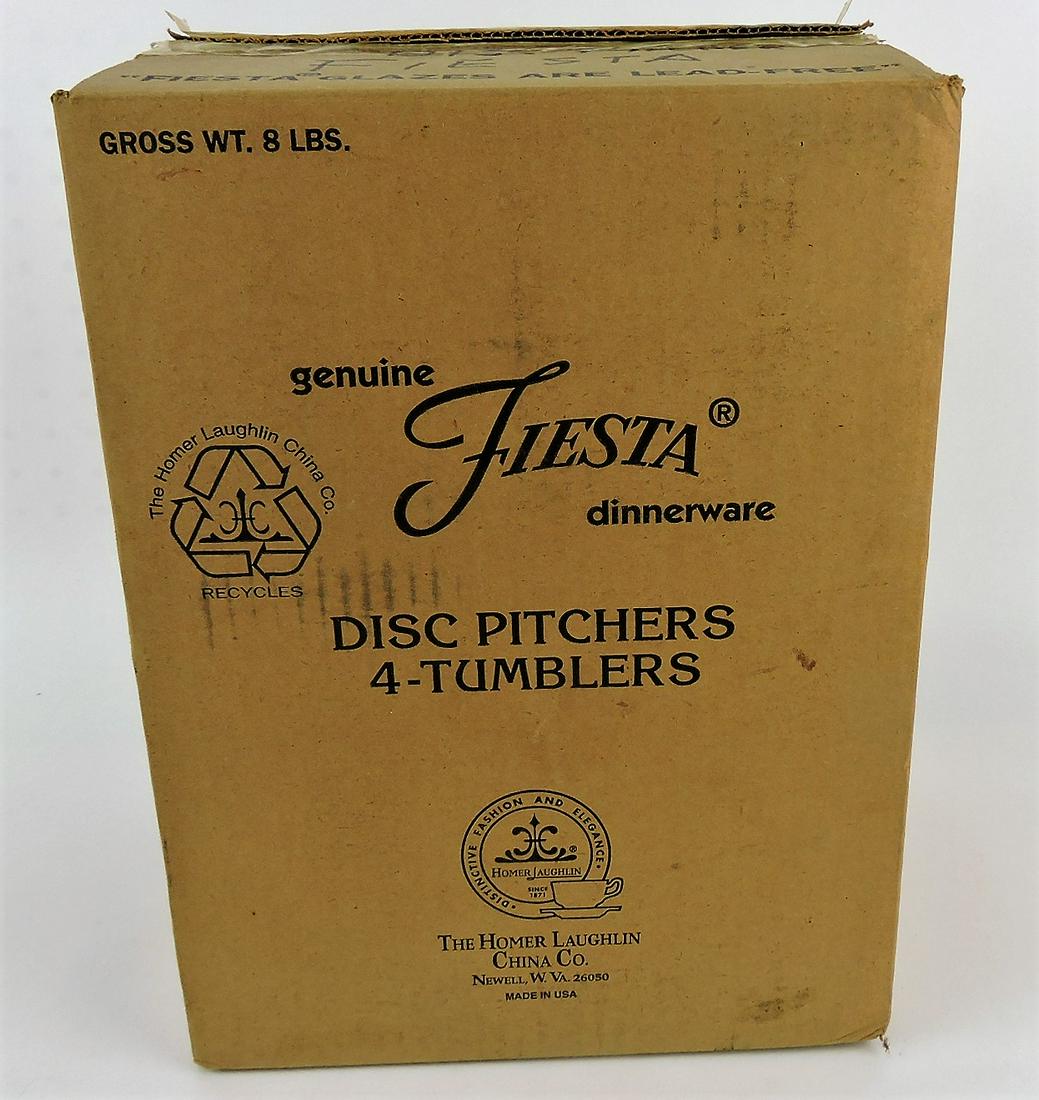 FIESTA
"FIESTA® GLAZES ARE LEAD-FREE"
GROSS WT. 8 LBS.
genuine
FIESTA®
dinnerware
The Homer Laughlin China Co.
RECYCLES
DISC PITCHERS
4-TUMBLERS
DISTINCTIVE FASHION AND ELEGANCE
®
HOMER LAUGHLIN
SINCE
1871
THE HOMER LAUGHLIN
CHINA CO.
NEWELL, W. VA. 26050
MADE IN USA